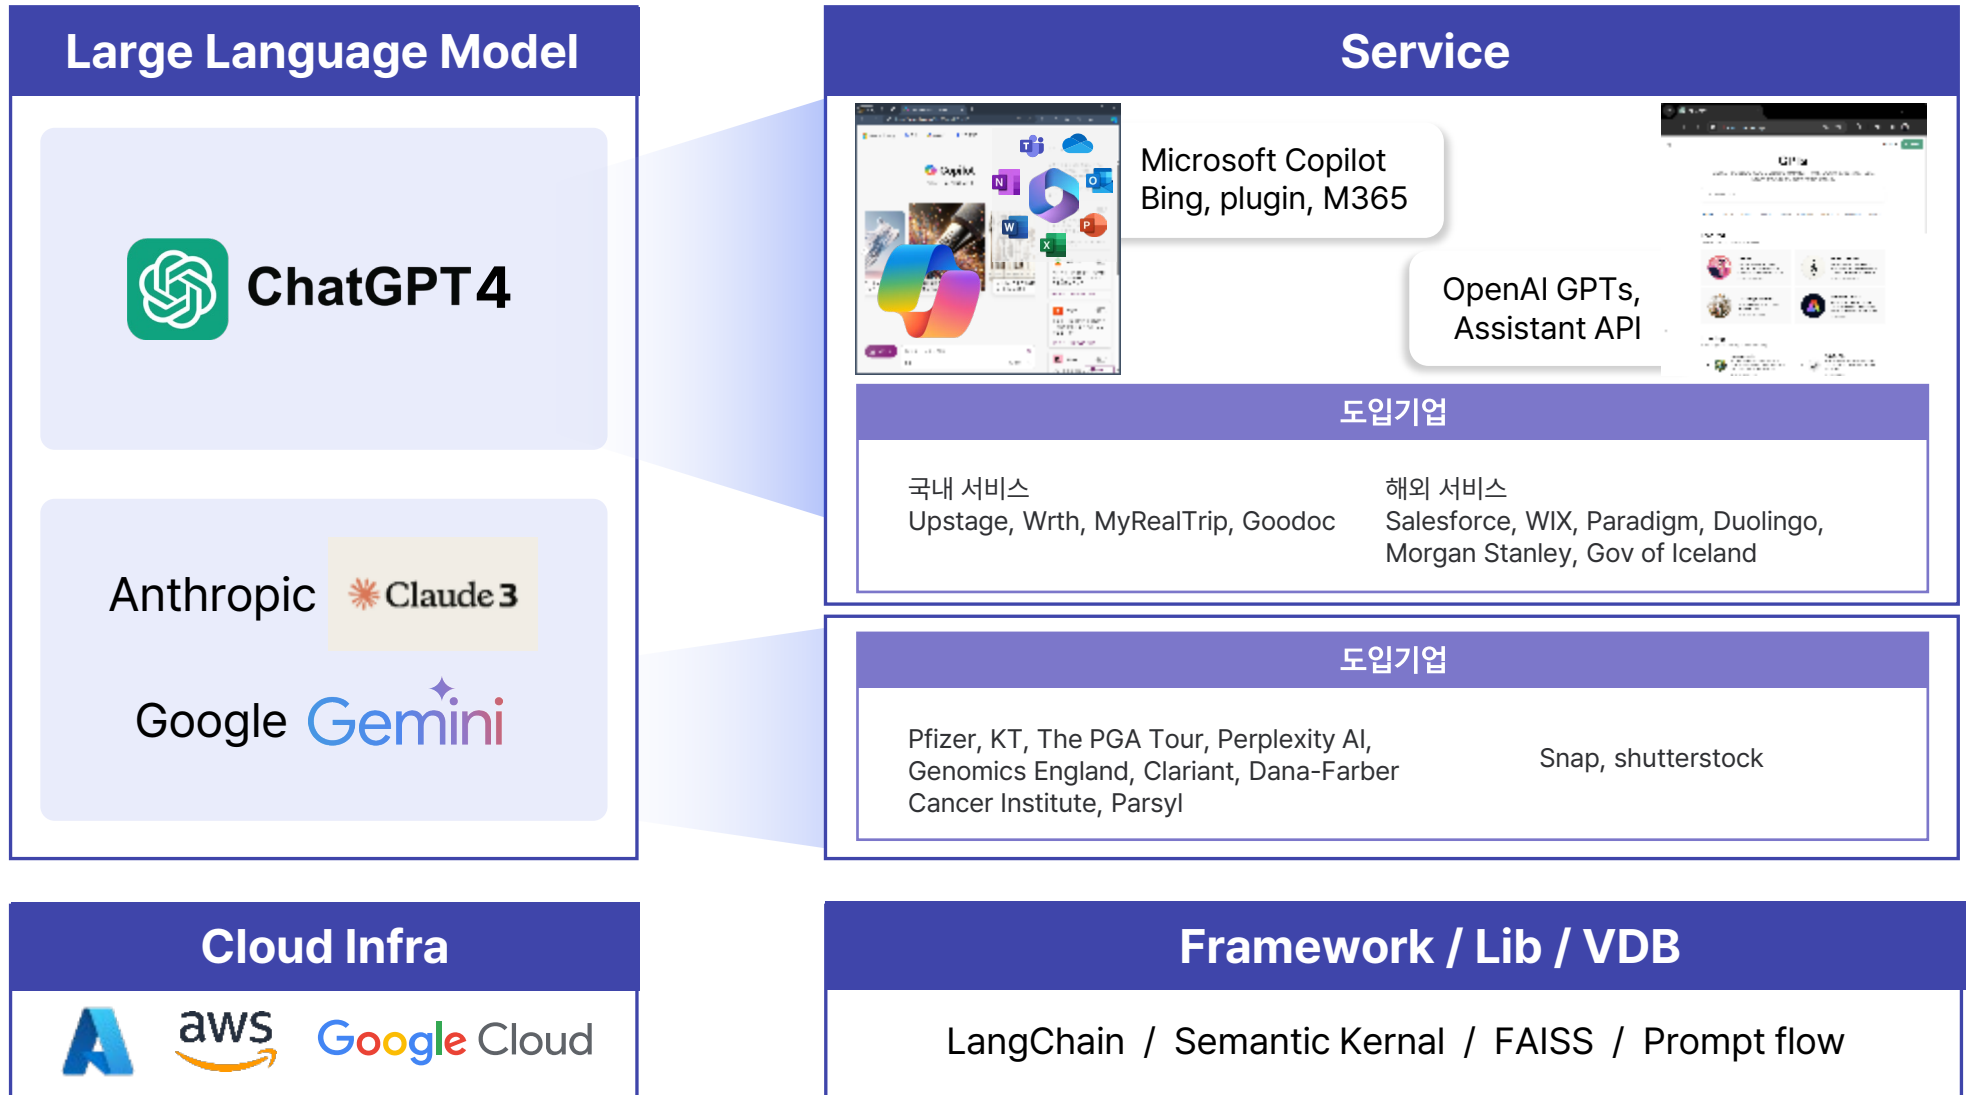 Large Language Model
ChatGPT 4
Anthropic Claude 3
Google Gemini
Service
Copilot
Microsoft Copilot
Bing, plugin, M365
GPTs
OpenAI GPTs,
Assistant API
도입기업
국내 서비스
Upstage, Wrth, MyRealTrip, Goodoc
해외 서비스
Salesforce, WIX, Paradigm, Duolingo,
Morgan Stanley, Gov of Iceland
도입기업
Pfizer, KT, The PGA Tour, Perplexity AI,
Genomics England, Clariant, Dana-Farber
Cancer Institute, Parsyl
Snap, shutterstock
Cloud Infra
aws
Google Cloud
Framework / Lib / VDB
LangChain / Semantic Kernal / FAISS / Prompt flow